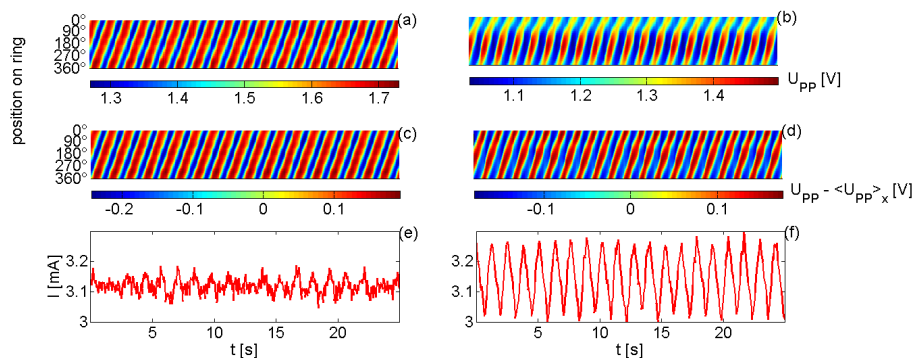 (a)
(b)
position on ring
0°
90°
180°
270°
360°
1.3 1.4 1.5 1.6 1.7
1.1 1.2 1.3 1.4
U_PP [V]
(c)
(d)
0°
90°
180°
270°
360°
-0.2 -0.1 0 0.1
-0.1 0 0.1
U_PP - <U_PP>_x [V]
(e)
I [mA]
3.2
3.1
3
5 10 15 20
t [s]
(f)
I [mA]
3.2
3.1
3
0 5 10 15 20
t [s]